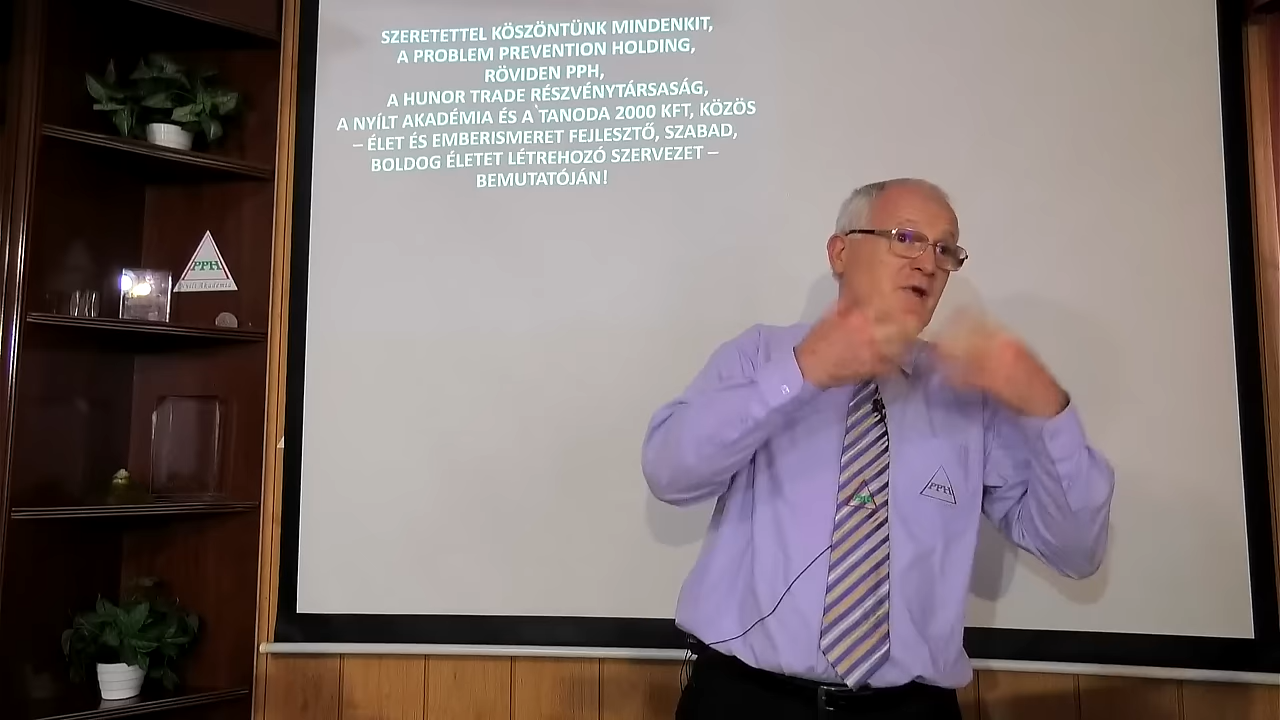 SZERETETTEL KÖSZÖNTÜNK MINDENKIT,
A PROBLEM PREVENTION HOLDING,
RÖVIDEN PPH,
A HUNOR TRADE RÉSZVÉNYTÁRSASÁG,
A NYÍLT AKADÉMIA ÉS A TANODA 2000 KFT, KÖZÖS
– ÉLET ÉS EMBERISMERET FEJLESZTŐ, SZABAD,
BOLDOG ÉLETET LÉTREHOZÓ SZERVEZET –
BEMUTATÓJÁN!
PPH
Nyílt Akadémia
PPH
PPH